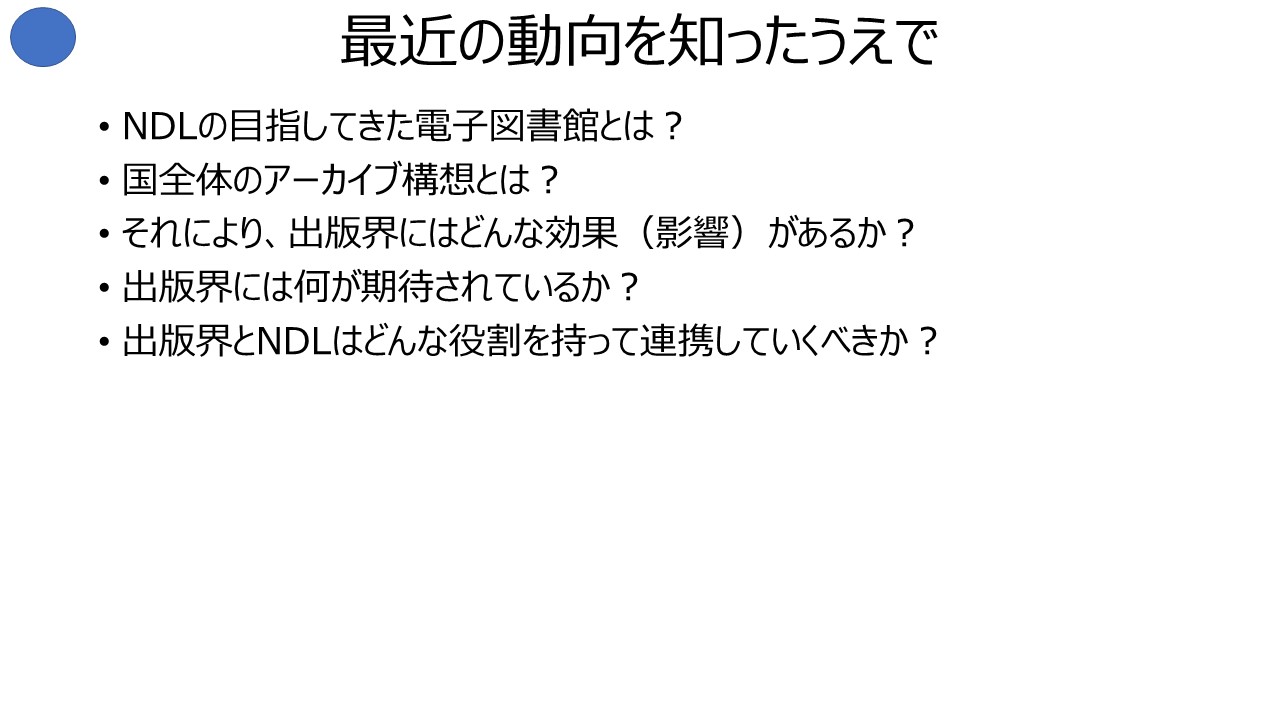 最近の動向を知ったうえで
• NDLの目指してきた電子図書館とは？
• 国全体のアーカイブ構想とは？
• それにより、出版界にはどんな効果（影響）があるか？
• 出版界には何が期待されているか？
• 出版界とNDLはどんな役割を持って連携していくべきか？